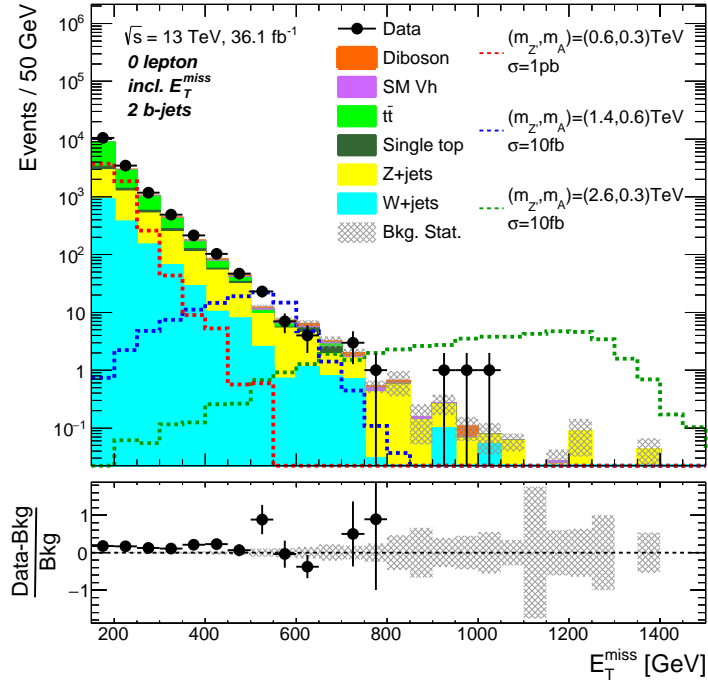 √s = 13 TeV, 36.1 fb⁻¹
0 lepton
incl. E_T^miss
2 b-jets
Data
Diboson
SM Vh
tt̄
Single top
Z+jets
W+jets
Bkg. Stat.
(m_Z',m_A)=(0.6,0.3)TeV
σ=1pb
(m_Z',m_A)=(1.4,0.6)TeV
σ=10fb
(m_Z',m_A)=(2.6,0.3)TeV
σ=10fb
Events / 50 GeV
10⁶
10⁵
10⁴
10³
10²
10
1
10⁻¹
Data-Bkg
Bkg
1
0
−1
200 400 600 800 1000 1200 1400
E_T^miss [GeV]